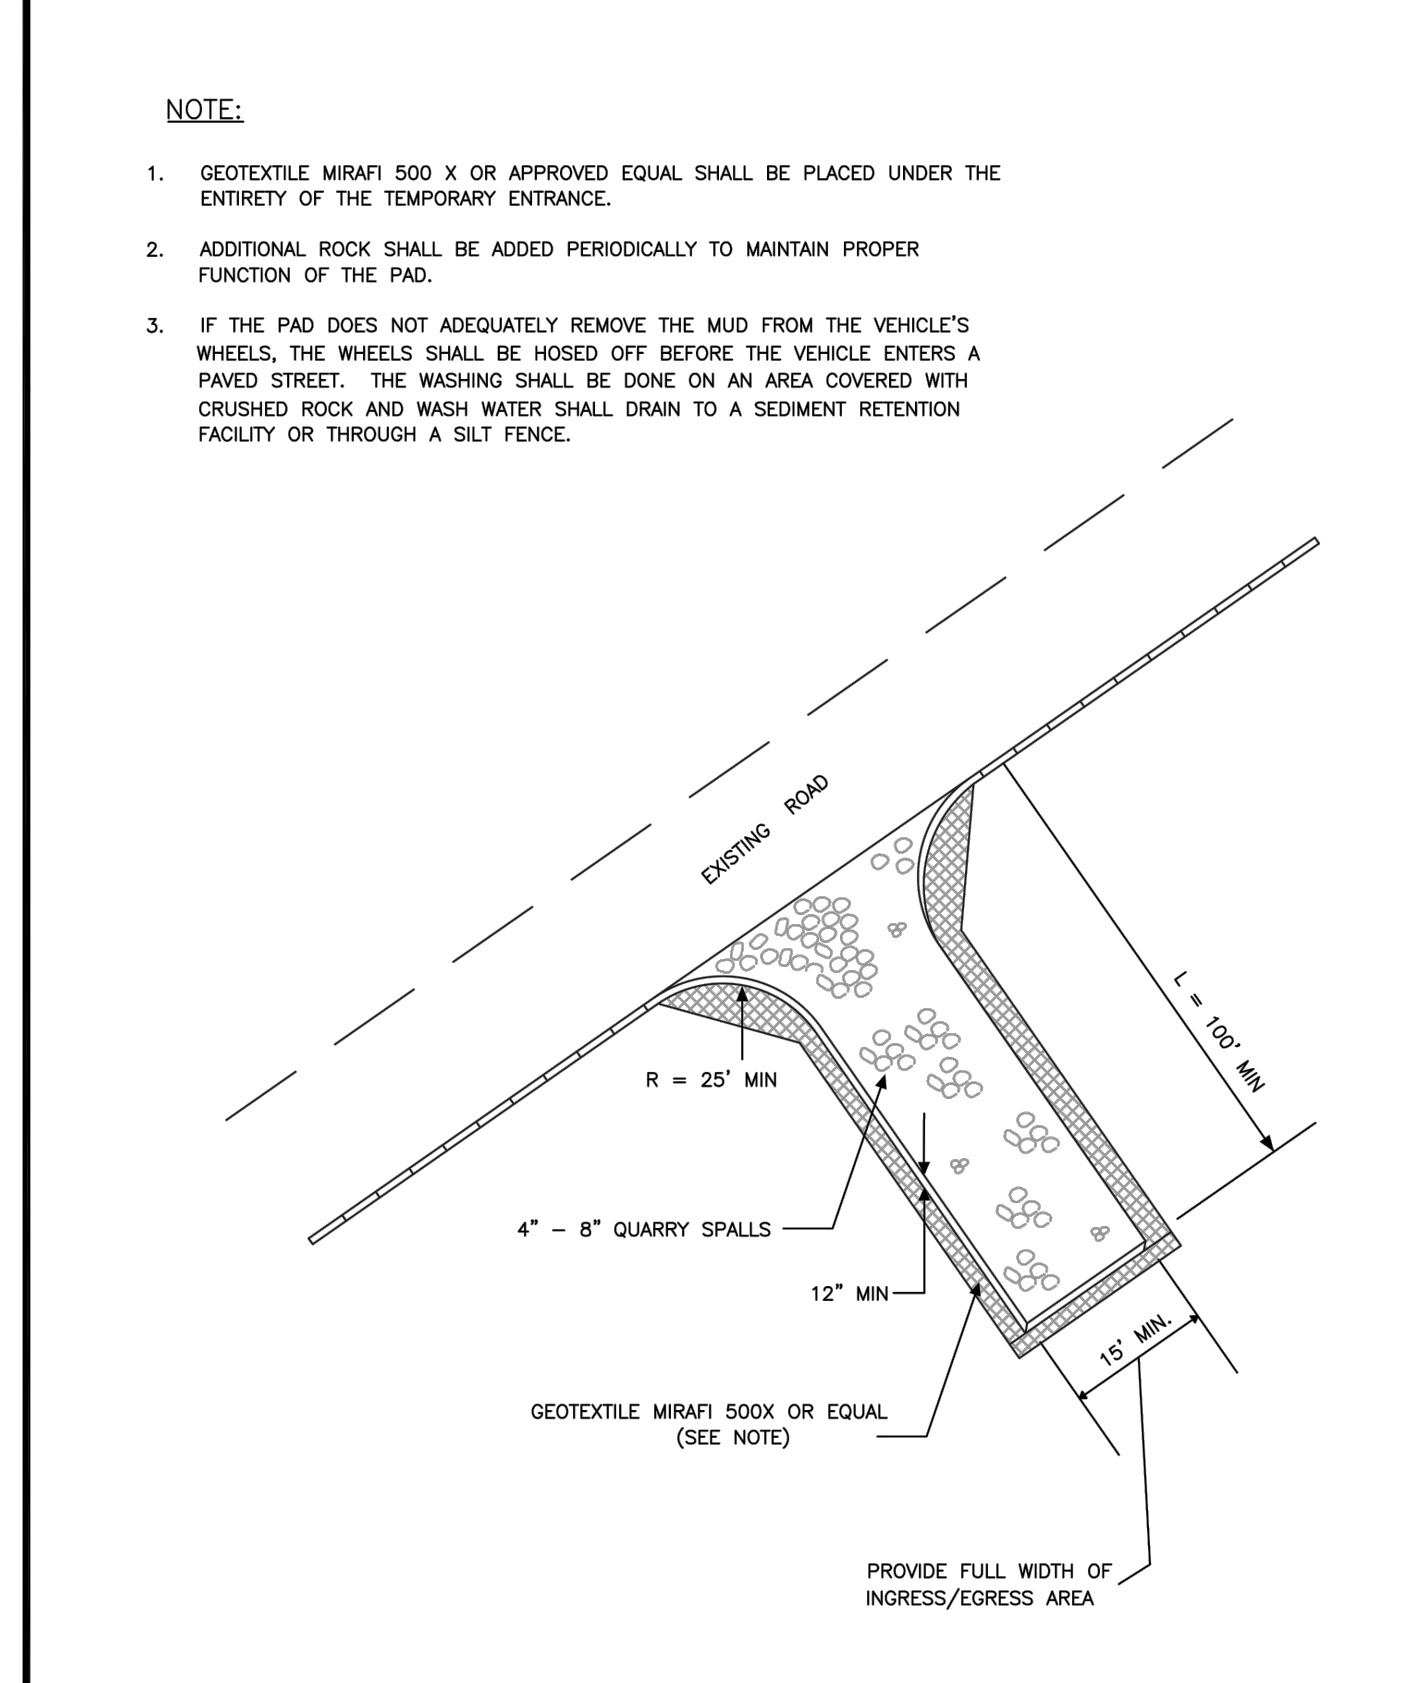 NOTE:
1. GEOTEXTILE MIRAFI 500 X OR APPROVED EQUAL SHALL BE PLACED UNDER THE
ENTIRETY OF THE TEMPORARY ENTRANCE.
2. ADDITIONAL ROCK SHALL BE ADDED PERIODICALLY TO MAINTAIN PROPER
FUNCTION OF THE PAD.
3. IF THE PAD DOES NOT ADEQUATELY REMOVE THE MUD FROM THE VEHICLE'S
WHEELS, THE WHEELS SHALL BE HOSED OFF BEFORE THE VEHICLE ENTERS A
PAVED STREET. THE WASHING SHALL BE DONE ON AN AREA COVERED WITH
CRUSHED ROCK AND WASH WATER SHALL DRAIN TO A SEDIMENT RETENTION
FACILITY OR THROUGH A SILT FENCE.
EXISTING ROAD
L = 100' MIN
R = 25' MIN
4" – 8" QUARRY SPALLS
12" MIN
15' MIN.
GEOTEXTILE MIRAFI 500X OR EQUAL
(SEE NOTE)
PROVIDE FULL WIDTH OF
INGRESS/EGRESS AREA